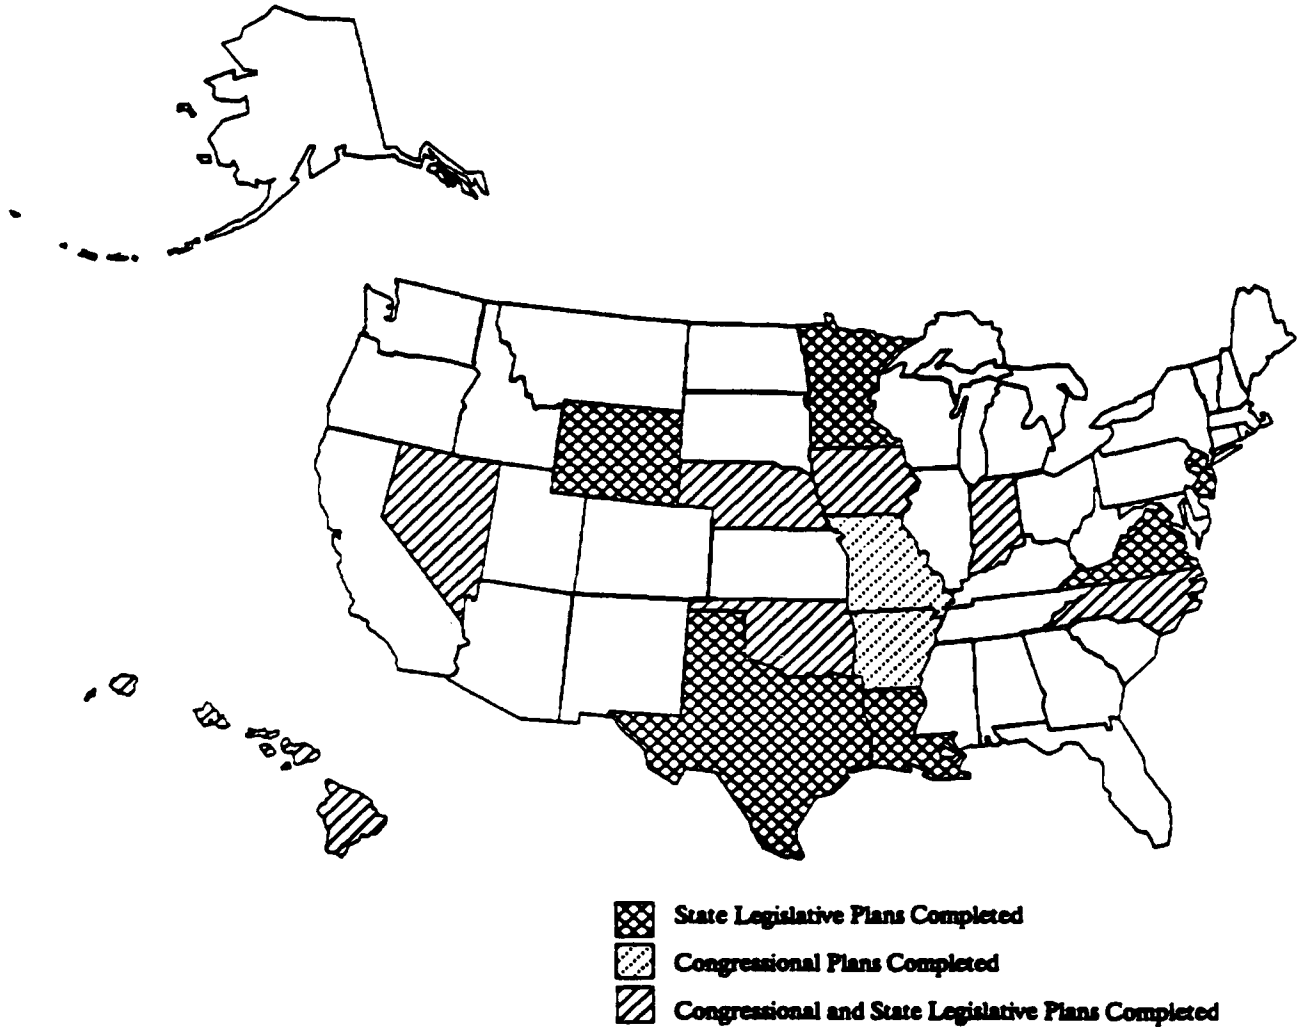 State Legislative Plans Completed
Congressional Plans Completed
Congressional and State Legislative Plans Completed